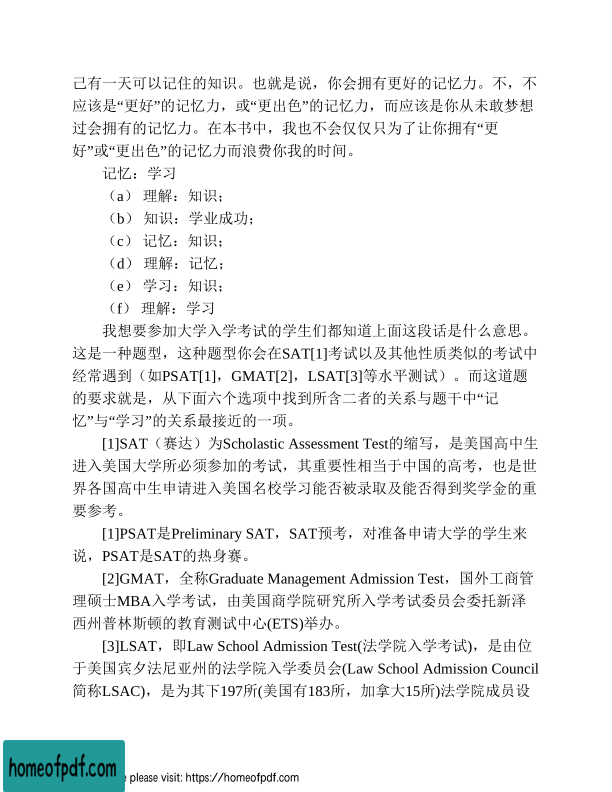 己有一天可以记住的知识。也就是说，你会拥有更好的记忆力。不，不
应该是“更好”的记忆力，或“更出色”的记忆力，而应该是你从未敢梦想
过会拥有的记忆力。在本书中，我也不会仅仅只为了让你拥有“更
好”或“更出色”的记忆力而浪费你我的时间。
记忆：学习
（a） 理解：知识；
（b） 知识：学业成功；
（c） 记忆：知识；
（d） 理解：记忆；
（e） 学习：知识；
（f） 理解：学习
我想要参加大学入学考试的学生们都知道上面这段话是什么意思。
这是一种题型，这种题型你会在SAT[1]考试以及其他性质类似的考试中
经常遇到（如PSAT[1]，GMAT[2]，LSAT[3]等水平测试）。而这道题
的要求就是，从下面六个选项中找到所含二者的关系与题干中“记
忆”与“学习”的关系最接近的一项。
[1]SAT（赛达）为Scholastic Assessment Test的缩写，是美国高中生
进入美国大学所必须参加的考试，其重要性相当于中国的高考，也是世
界各国高中生申请进入美国名校学习能否被录取及能否得到奖学金的重
要参考。
[1]PSAT是Preliminary SAT，SAT预考，对准备申请大学的学生来
说，PSAT是SAT的热身赛。
[2]GMAT，全称Graduate Management Admission Test，国外工商管
理硕士MBA入学考试，由美国商学院研究所入学考试委员会委托新泽
西州普林斯顿的教育测试中心(ETS)举办。
[3]LSAT，即Law School Admission Test(法学院入学考试)，是由位
于美国宾夕法尼亚州的法学院入学委员会(Law School Admission Council
简称LSAC)，是为其下197所(美国有183所，加拿大15所)法学院成员设
homeofpdf.com
please visit: https://homeofpdf.com